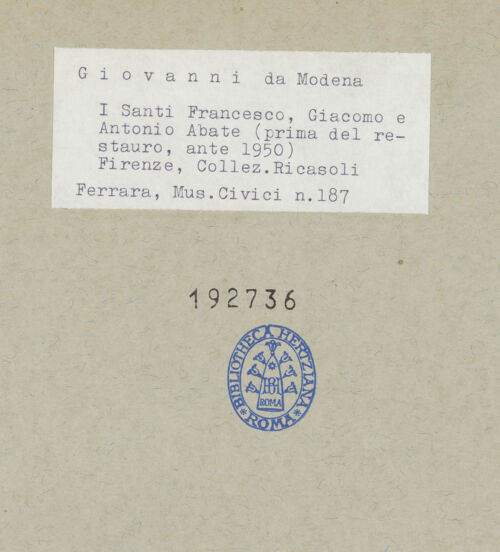 Giovanni da Modena
I Santi Francesco, Giacomo e
Antonio Abate (prima del re-
stauro, ante 1950)
Firenze, Collez.Ricasoli
Ferrara, Mus.Civici n.187
192736
BIBLIOTHECA HERTZIANA
BH
ROMA
*ROMA*